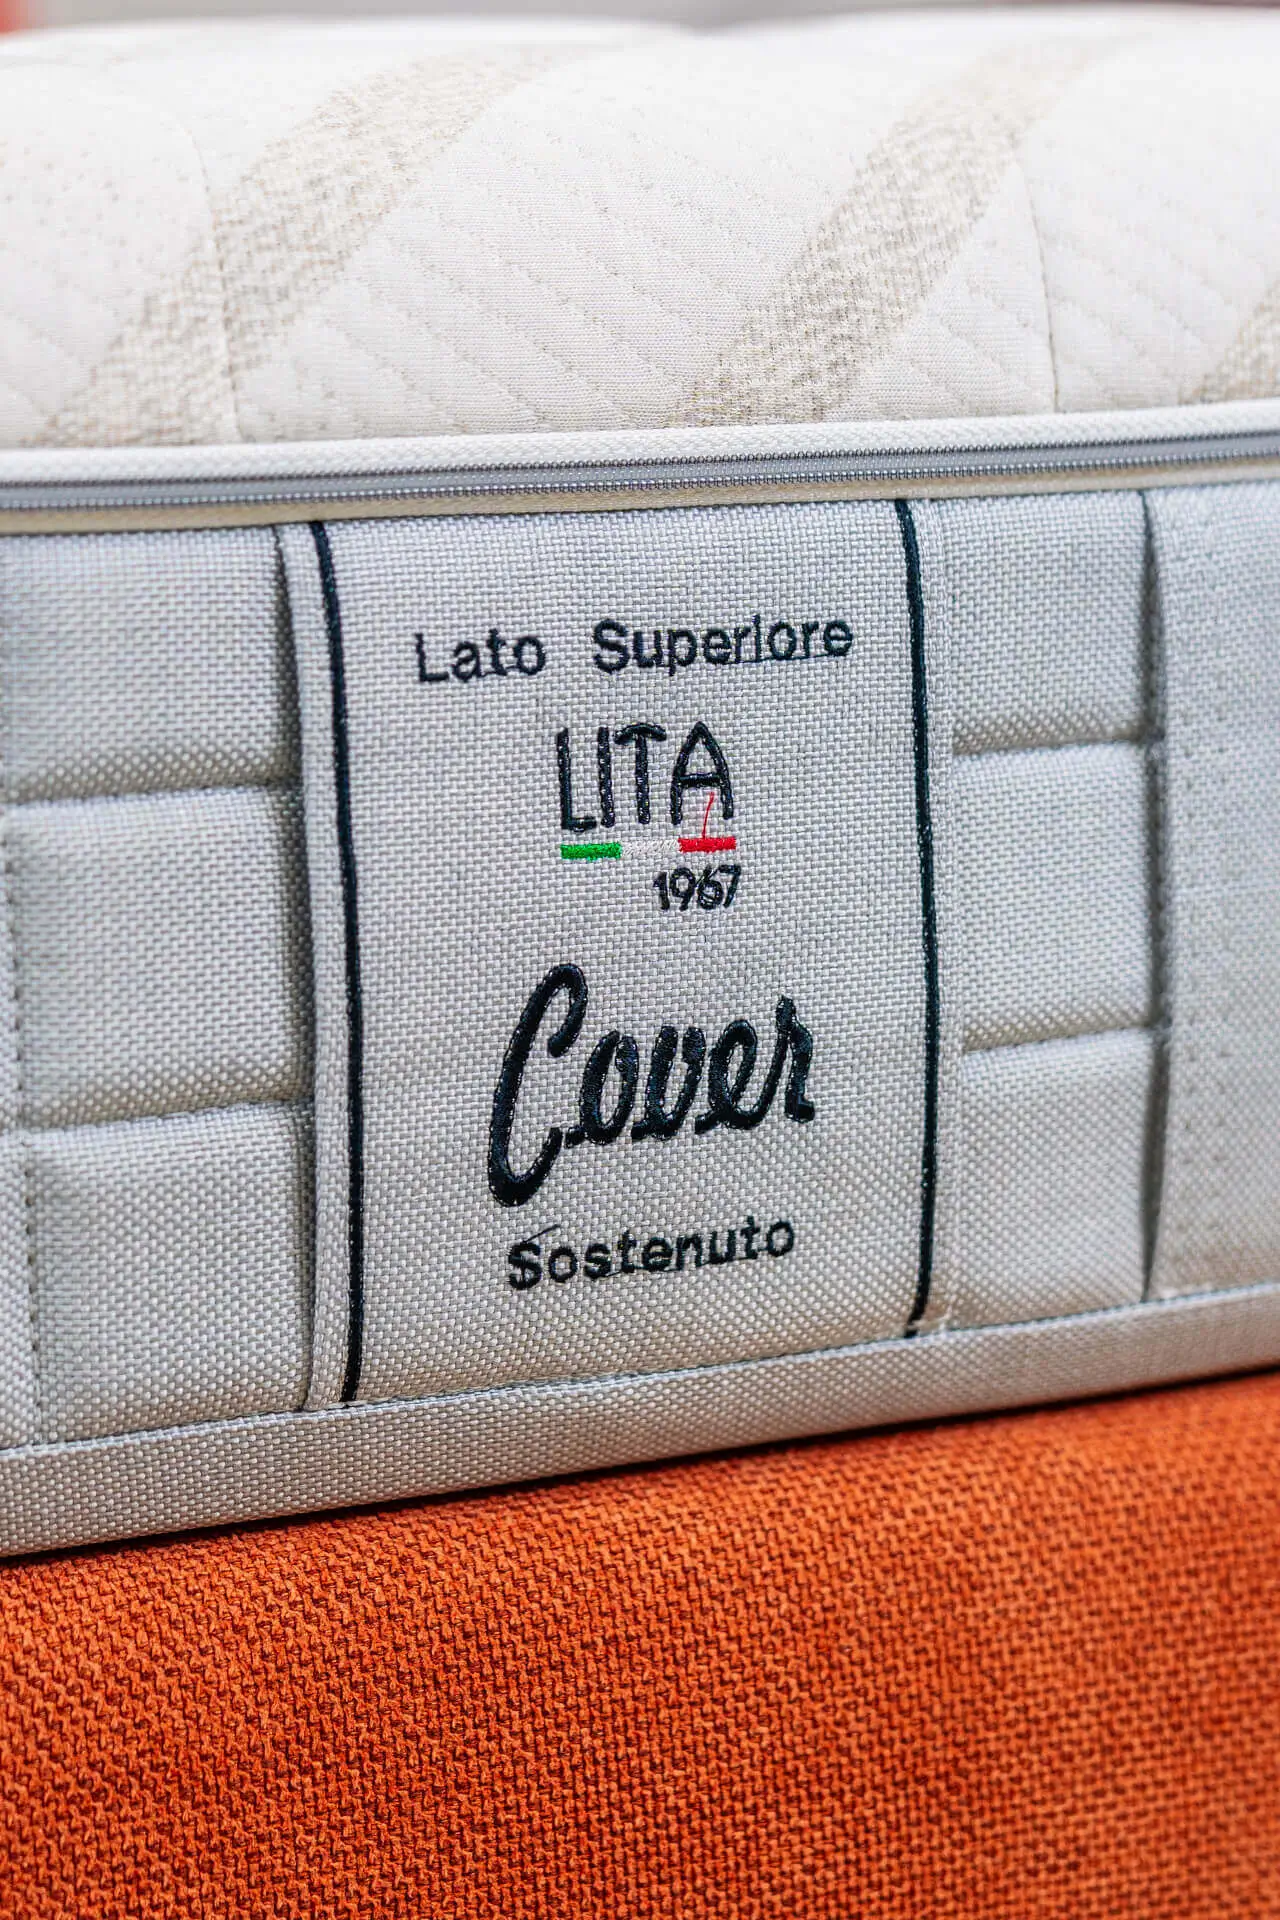 Lato Superiore
LITA
1967
Cover
Sostenuto